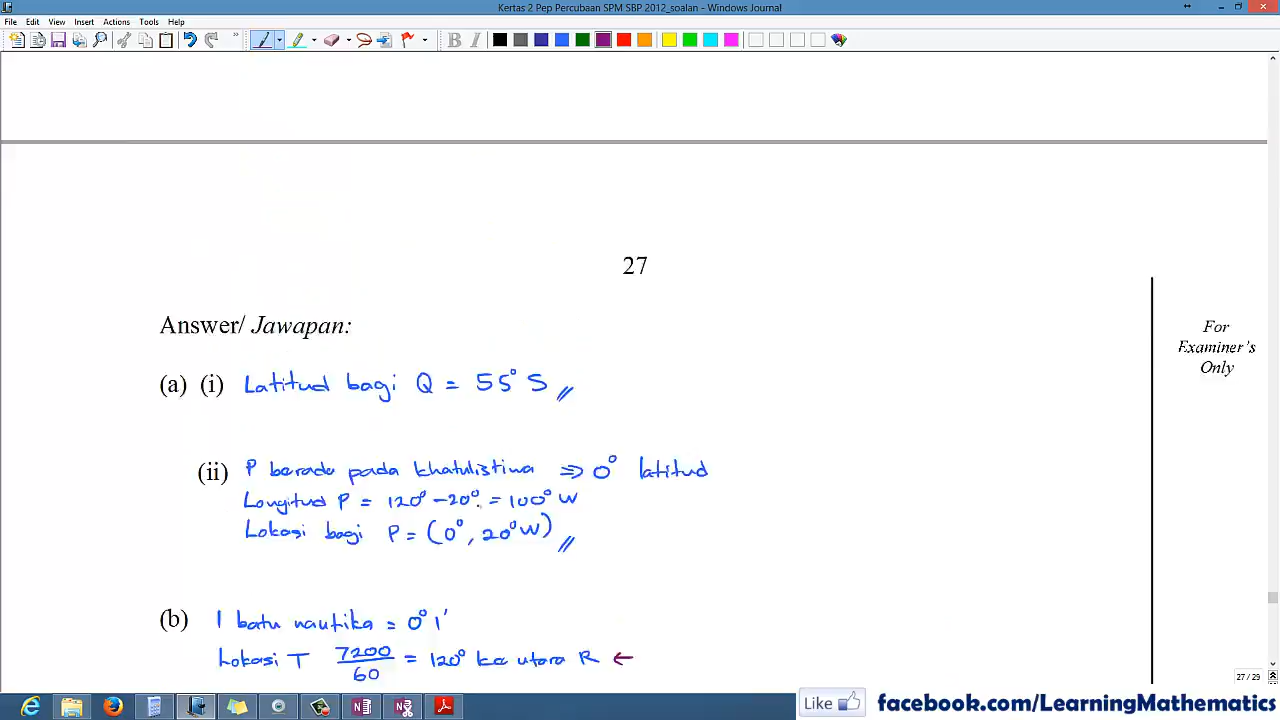 Kertas 2 Pep Percubaan SPM SBP 2012_soalan - Windows Journal
File Edit View Insert Actions Tools Help
27
Answer/ Jawapan:
For
Examiner's
Only
(a) (i) Latitud bagi Q = 55° S //
(ii) P berada pada khatulistiwa ⇒ 0° latitud
Longitud P = 120° - 20° = 100° W
Lokasi bagi P = (0°, 20° W) //
(b) 1 batu nautika = 0° 1'
Lokasi T 7200/60 = 120° ke utara R ←
27 / 29
Like facebook.com/LearningMathematics